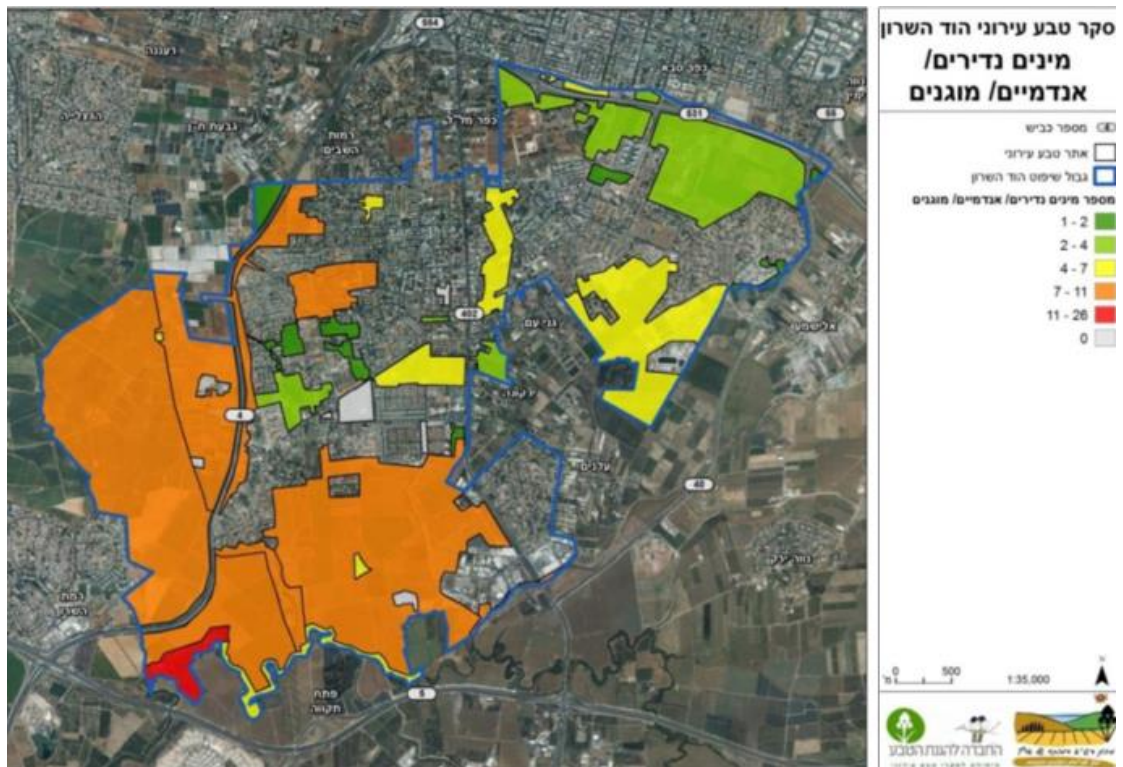 סקר טבע עירוני הוד השרון
מינים נדירים/
אנדמיים/ מוגנים
מספר כביש
אתר טבע עירוני
גבול שיפוט הוד השרון
מספר מינים נדירים/ אנדמיים/ מוגנים
1 - 2
2 - 4
4 - 7
7 - 11
11 - 26
0
0
500
מ'
1:35,000
החברה להגנת הטבע
554
רעננה
כפר סבא
הרצליה
גבעת ח"ן
רמות
השבים
כפר מל"ל
531
55
402
גני עם
אלישמע
ירקונה
4
עדנים
40
נווה ירק
רמת
השרון
פתח
תקווה
5